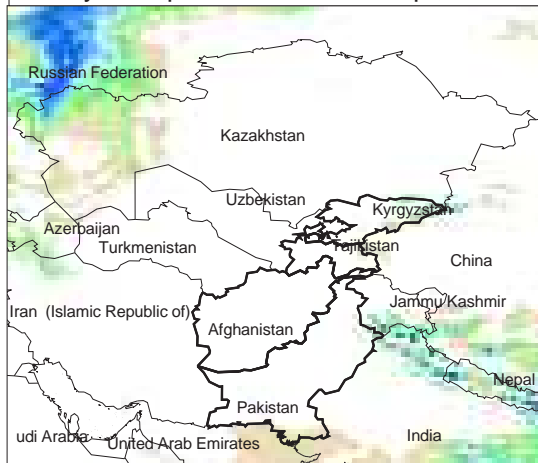 Russian Federation
Kazakhstan
Uzbekistan
Kyrgyzstan
Azerbaijan
Turkmenistan
Tajikistan
China
Iran (Islamic Republic of)
Jammu/Kashmir
Afghanistan
Nepal
Pakistan
udi Arabia
United Arab Emirates
India